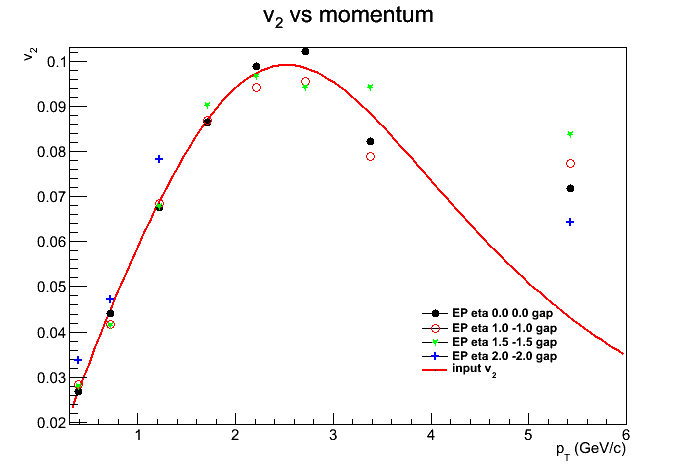 v2 vs momentum
v2
0.1
0.09
0.08
0.07
0.06
0.05
0.04
0.03
0.02
EP eta 0.0 0.0 gap
EP eta 1.0 -1.0 gap
EP eta 1.5 -1.5 gap
EP eta 2.0 -2.0 gap
input v2
1 2 3 4 5 6
pT (GeV/c)